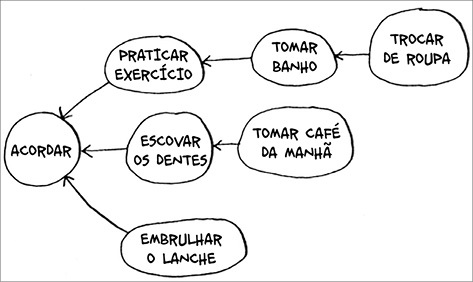 PRATICAR
EXERCÍCIO
TOMAR
BANHO
TROCAR
DE ROUPA
ACORDAR
ESCOVAR
OS DENTES
TOMAR CAFÉ
DA MANHÃ
EMBRULHAR
O LANCHE